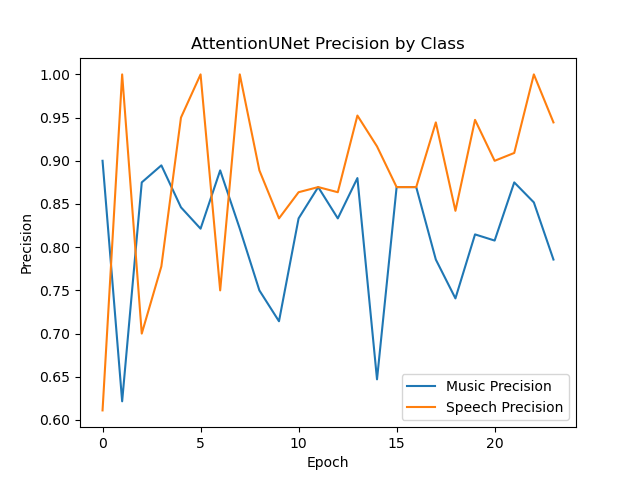 AttentionUNet Precision by Class
1.00
0.95
0.90
0.85
0.80
0.75
0.70
0.65
0.60
Precision
Music Precision
Speech Precision
0 5 10 15 20
Epoch